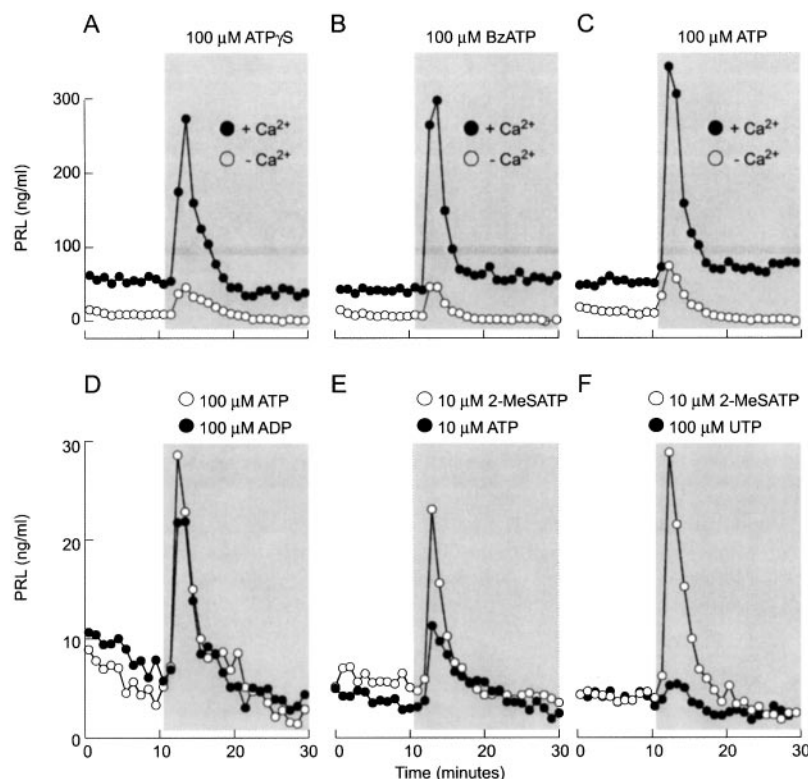 A
100 μM ATPγS
B
100 μM BzATP
C
100 μM ATP
300
200
100
0
PRL (ng/ml)
+ Ca²⁺
- Ca²⁺
+ Ca²⁺
- Ca²⁺
+ Ca²⁺
- Ca²⁺
D
100 μM ATP
100 μM ADP
E
10 μM 2-MeSATP
10 μM ATP
F
10 μM 2-MeSATP
100 μM UTP
30
20
10
0
PRL (ng/ml)
0 10 20 30
0 10 20 30
0 10 20 30
Time (minutes)